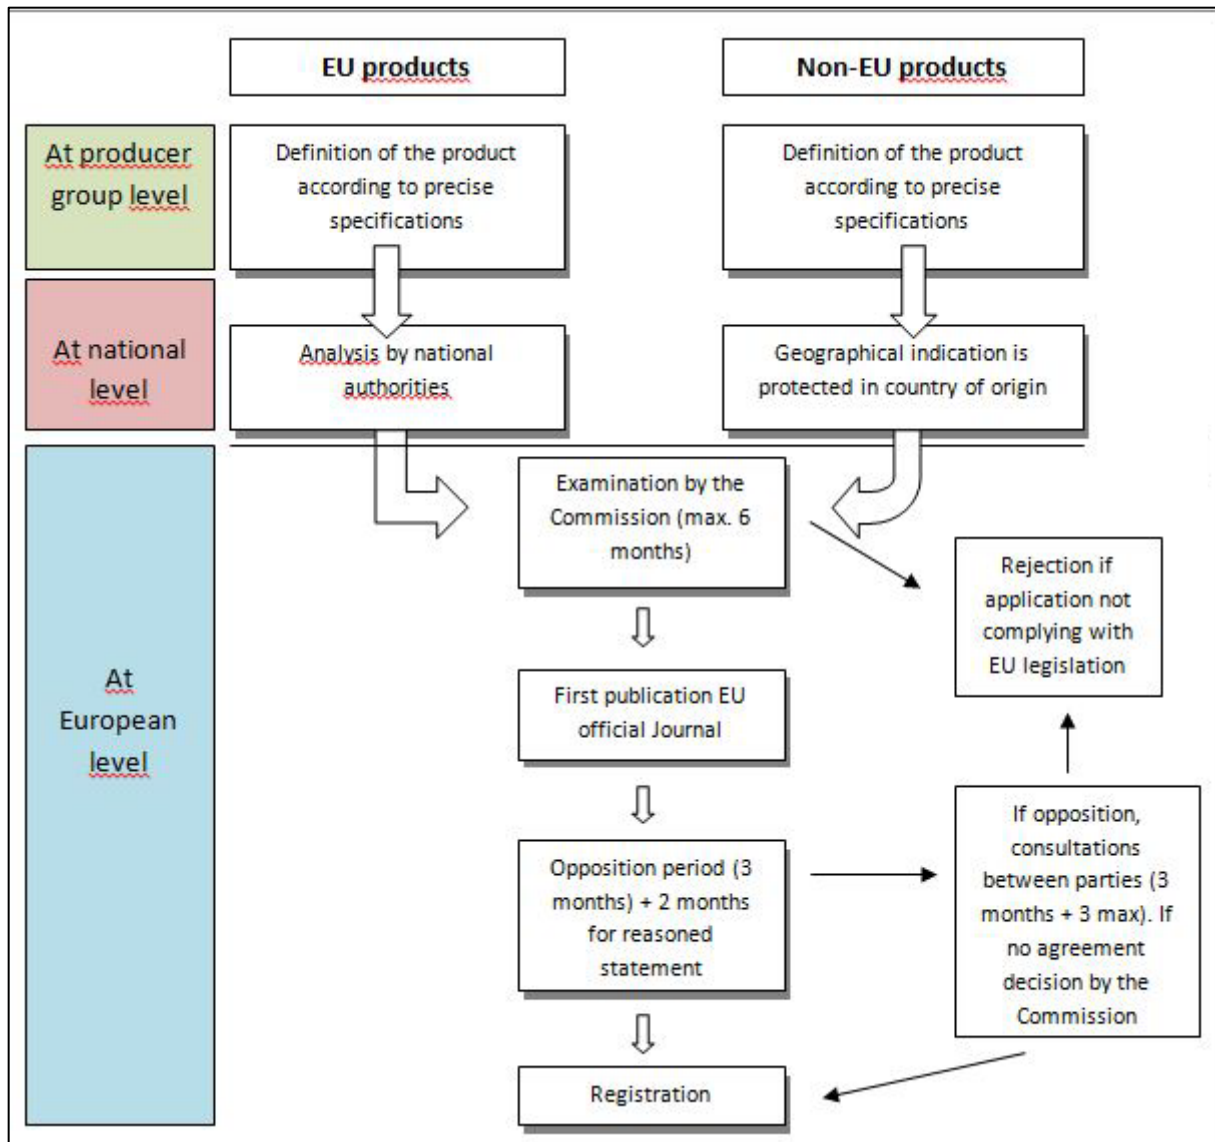 EU products
Non-EU products
At producer
group level
Definition of the product
according to precise
specifications
Definition of the product
according to precise
specifications
At national
level
Analysis by national
authorities
Geographical indication is
protected in country of origin
At
European
level
Examination by the
Commission (max. 6
months)
Rejection if
application not
complying with
EU legislation
First publication EU
official Journal
Opposition period (3
months) + 2 months
for reasoned
statement
If opposition,
consultations
between parties (3
months + 3 max). If
no agreement
decision by the
Commission
Registration